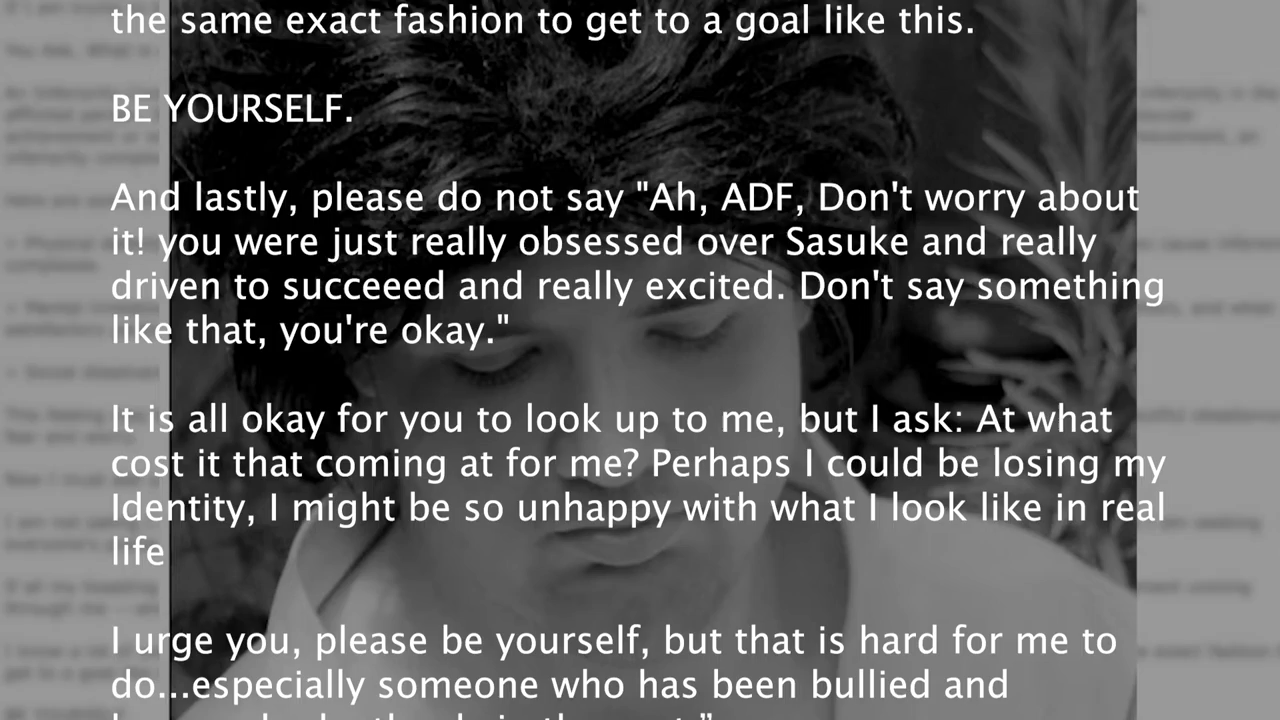 the same exact fashion to get to a goal like this.
BE YOURSELF.
And lastly, please do not say "Ah, ADF, Don't worry about
it! you were just really obsessed over Sasuke and really
driven to succeeed and really excited. Don't say something
like that, you're okay."
It is all okay for you to look up to me, but I ask: At what
cost it that coming at for me? Perhaps I could be losing my
Identity, I might be so unhappy with what I look like in real
life
I urge you, please be yourself, but that is hard for me to
do...especially someone who has been bullied and